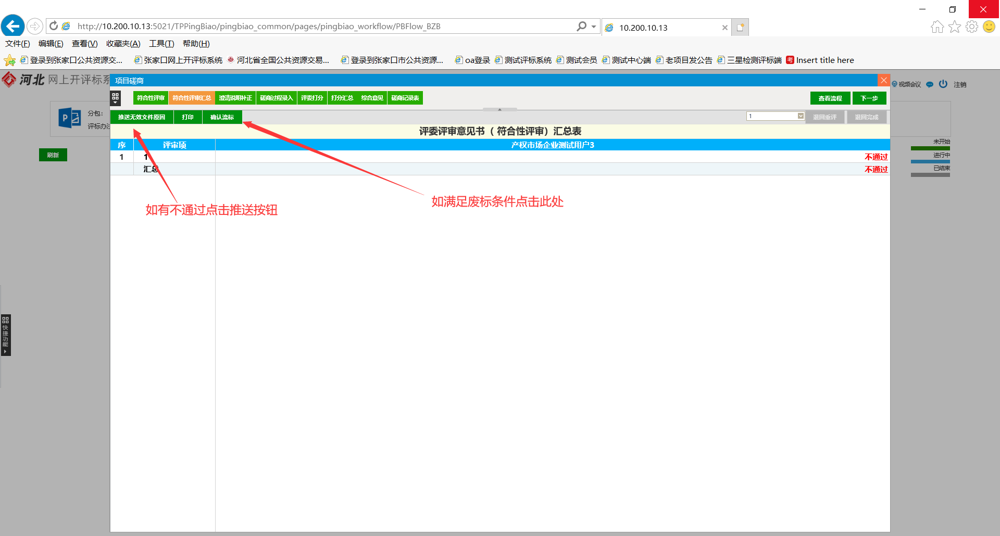 http://10.200.10.13:5021/TPPingBiao/pingbiao_common/pages/pingbiao_workflow/PBFlow_BZB
10.200.10.13
文件(F) 编辑(E) 查看(V) 收藏夹(A) 工具(T) 帮助(H)
登录到张家口公共资源交... 张家口网上开评标系统 河北省全国公共资源交易... 登录到张家口市公共资源... oa登录 测试评标系统 测试会员 测试中心端 老项目发公告 三星检测评标端 考 Insert title here
河北 网上开评标系
项目磋商
视频会议 注销
符合性评审 符合性评审汇总 澄清说明补正 磋商过程录入 评委打分 打分汇总 综合意见 磋商记录表
查看流程 下一步
分包：
评标办法
推送无效文件原因 打印 确认流标
1 退回重评 退回完成
评委评审意见书（ 符合性评审）汇总表
序 评审项 产权市场企业测试用户3
1 1 不通过
汇总 不通过
未开始
进行中
已结束
刷新
如有不通过点击推送按钮
如满足废标条件点击此处
快捷功能